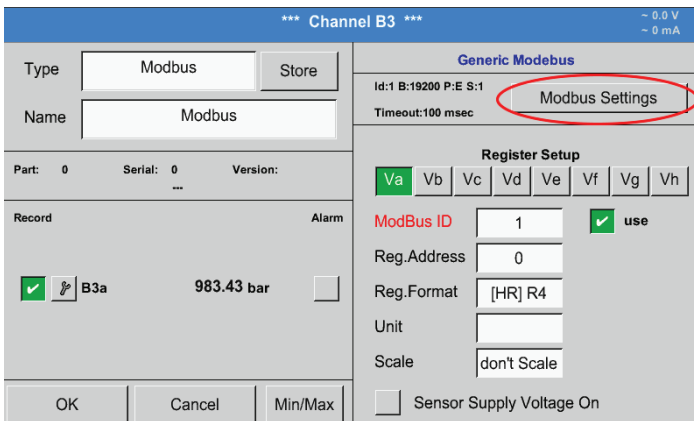 *** Channel B3 ***
~ 0.0 V
~ 0 mA
Type Modbus Store
Name Modbus
Part: 0 Serial: 0 Version:
---
Record Alarm
B3a 983.43 bar
OK Cancel Min/Max
Generic Modebus
Id:1 B:19200 P:E S:1
Timeout:100 msec
Modbus Settings
Register Setup
Va Vb Vc Vd Ve Vf Vg Vh
ModBus ID 1 use
Reg.Address 0
Reg.Format [HR] R4
Unit
Scale don't Scale
Sensor Supply Voltage On